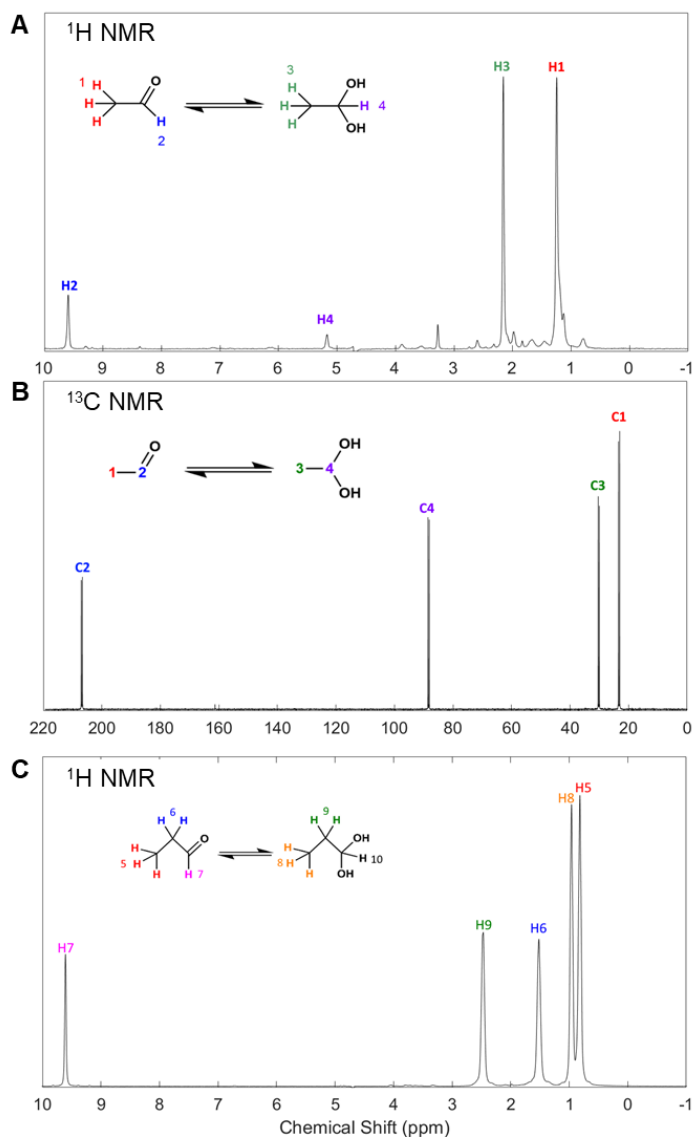 A
¹H NMR
H3
H1
3
1 H
H
H
O
H
2
H
H
H
OH
H 4
OH
H2
H4
10 9 8 7 6 5 4 3 2 1 0 -1
B
¹³C NMR
C1
OH
O
1 2
3 4
OH
C3
C4
C2
220 200 180 160 140 120 100 80 60 40 20 0
C
¹H NMR
H5
H8
6
H H
O
H
5 H
H
H 7
9
H H
OH
H
8 H
H
H 10
OH
H7
H9
H6
10 9 8 7 6 5 4 3 2 1 0 -1
Chemical Shift (ppm)